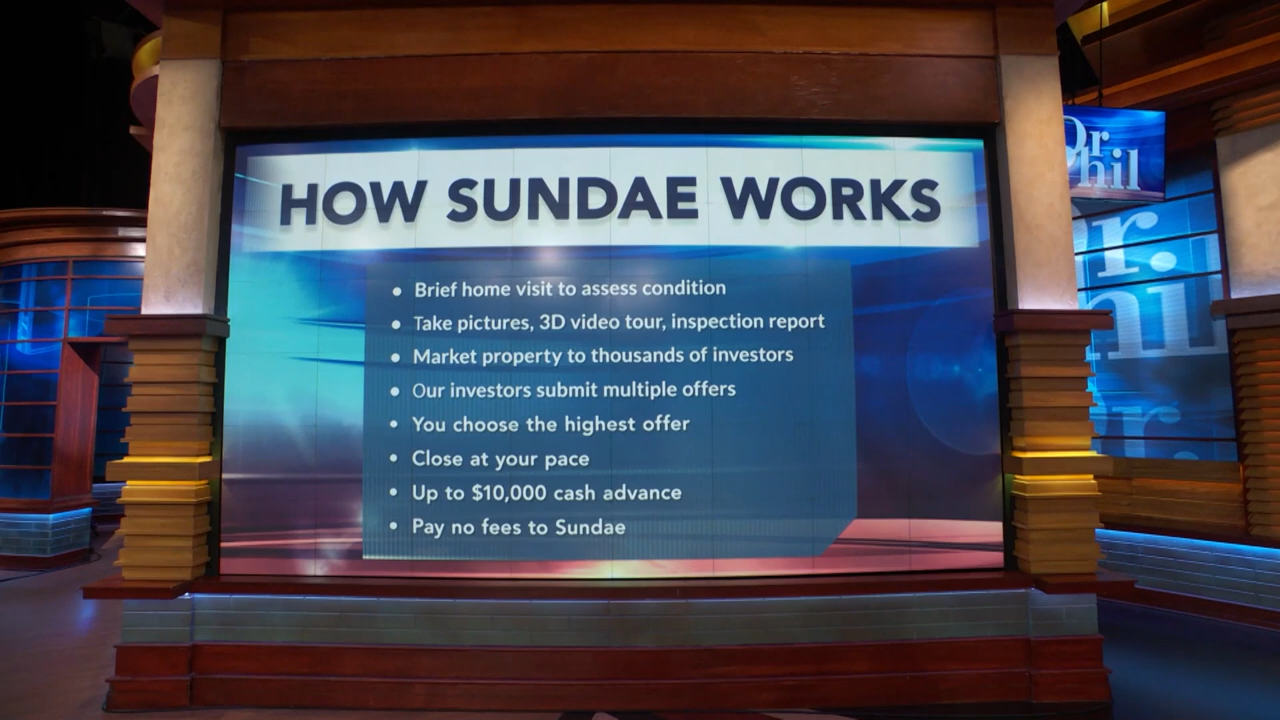 HOW SUNDAE WORKS
• Brief home visit to assess condition
• Take pictures, 3D video tour, inspection report
• Market property to thousands of investors
• Our investors submit multiple offers
• You choose the highest offer
• Close at your pace
• Up to $10,000 cash advance
• Pay no fees to Sundae
Dr
Phil
r.
hil
r.